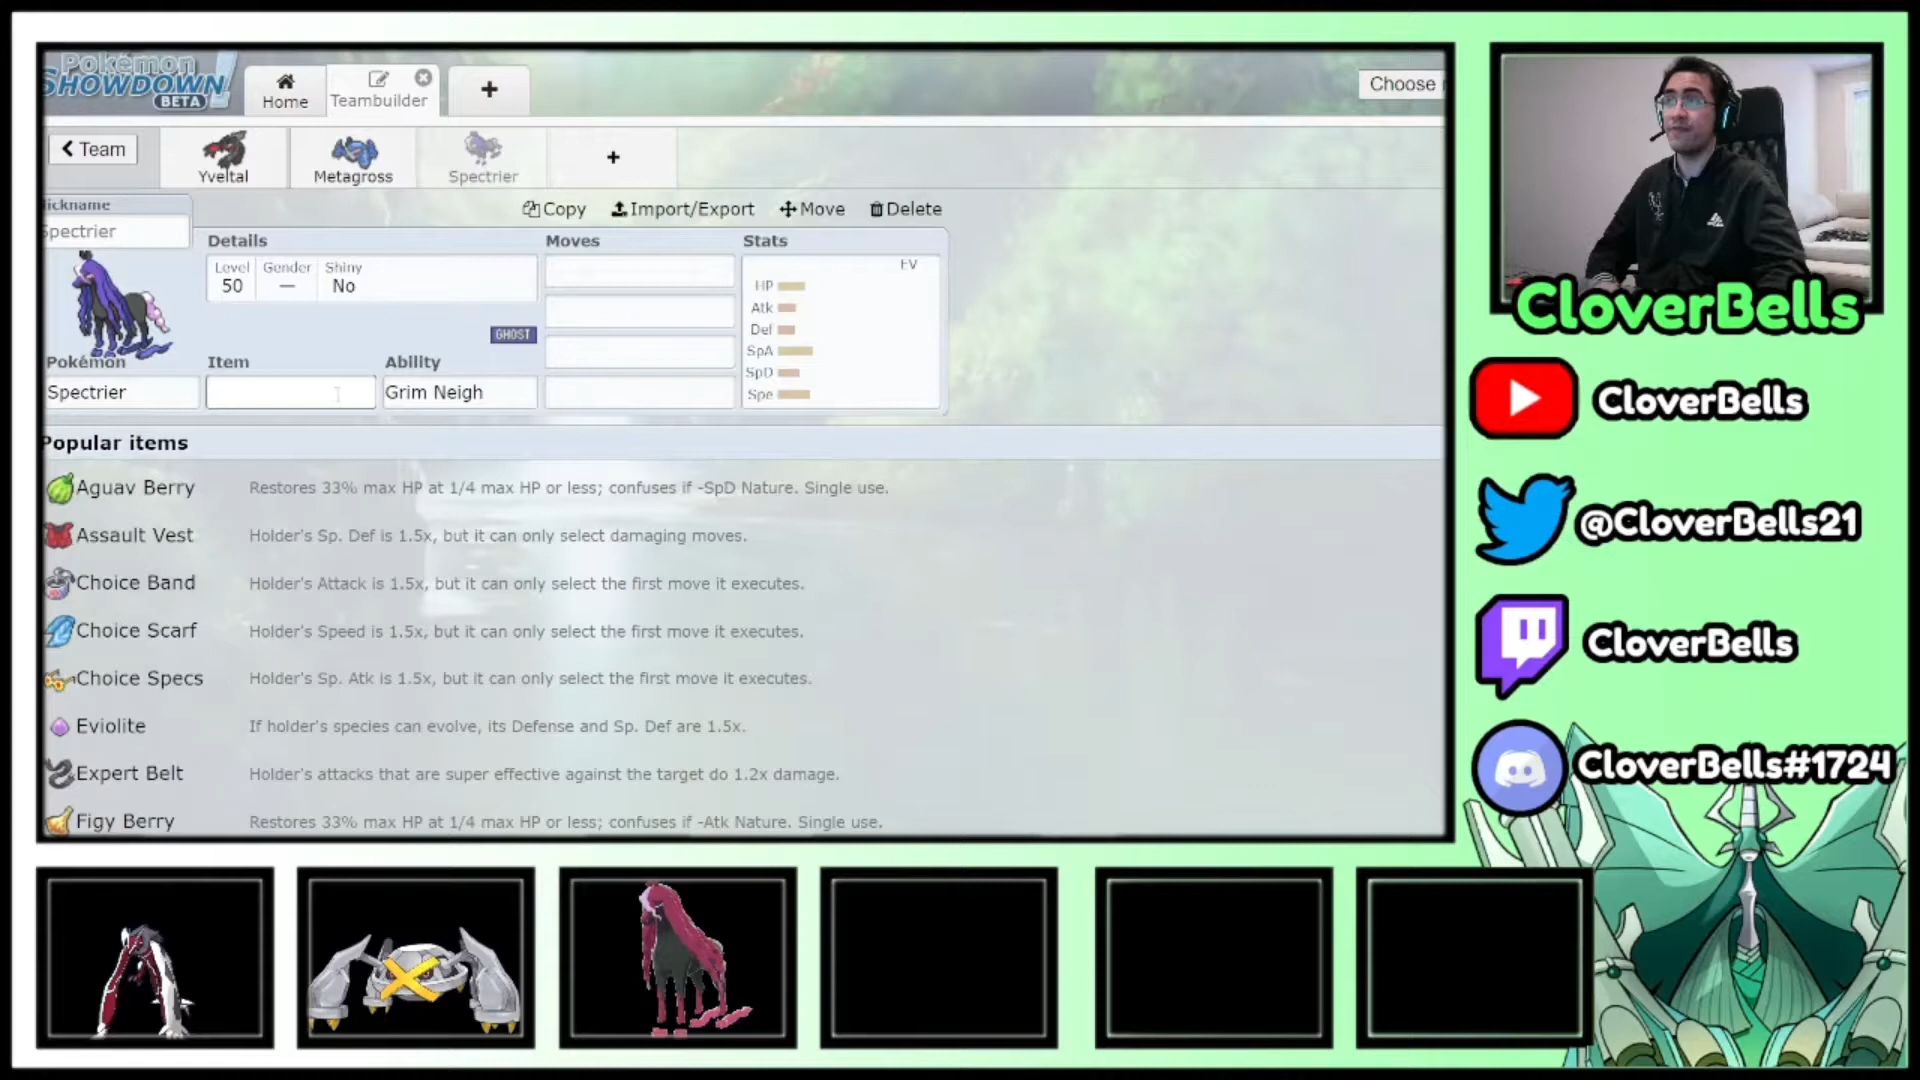 Pokémon
SHOWDOWN!
BETA
Home
Teambuilder
+
Choose
Team
Yveltal
Metagross
Spectrier
+
ickname
Spectrier
Copy
Import/Export
Move
Delete
Details
Moves
Stats
Level
Gender
Shiny
50
—
No
EV
HP
Atk
Def
SpA
SpD
Spe
GHOST
Pokémon
Item
Ability
Spectrier
Grim Neigh
Popular items
Aguav Berry Restores 33% max HP at 1/4 max HP or less; confuses if -SpD Nature. Single use.
Assault Vest Holder's Sp. Def is 1.5x, but it can only select damaging moves.
Choice Band Holder's Attack is 1.5x, but it can only select the first move it executes.
Choice Scarf Holder's Speed is 1.5x, but it can only select the first move it executes.
Choice Specs Holder's Sp. Atk is 1.5x, but it can only select the first move it executes.
Eviolite If holder's species can evolve, its Defense and Sp. Def are 1.5x.
Expert Belt Holder's attacks that are super effective against the target do 1.2x damage.
Figy Berry Restores 33% max HP at 1/4 max HP or less; confuses if -Atk Nature. Single use.
CloverBells
CloverBells
@CloverBells21
CloverBells
CloverBells#1724